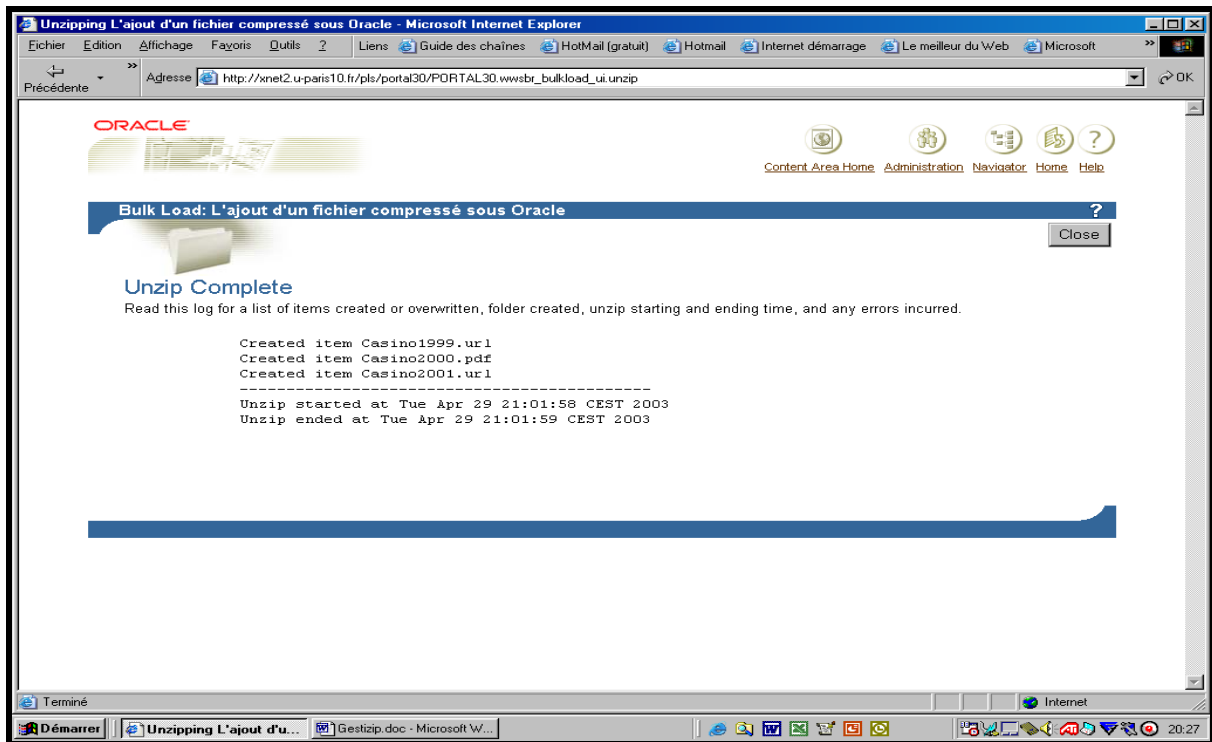 Unzipping L'ajout d'un fichier compressé sous Oracle - Microsoft Internet Explorer
Fichier Edition Affichage Favoris Outils ? Liens Guide des chaînes HotMail (gratuit) Hotmail Internet démarrage Le meilleur du Web Microsoft »
Précédente » Adresse http://xnet2.u-paris10.fr/pls/portal30/PORTAL30.wwsbr_bulkload_ui.unzip OK
ORACLE
Content Area Home Administration Navigator Home Help
Bulk Load: L'ajout d'un fichier compressé sous Oracle ?
Close
Unzip Complete
Read this log for a list of items created or overwritten, folder created, unzip starting and ending time, and any errors incurred.
Created item Casino1999.url
Created item Casino2000.pdf
Created item Casino2001.url
--------------------------------------------
Unzip started at Tue Apr 29 21:01:58 CEST 2003
Unzip ended at Tue Apr 29 21:01:59 CEST 2003
Terminé Internet
Démarrer Unzipping L'ajout d'u... Gestizip.doc - Microsoft W... 20:27